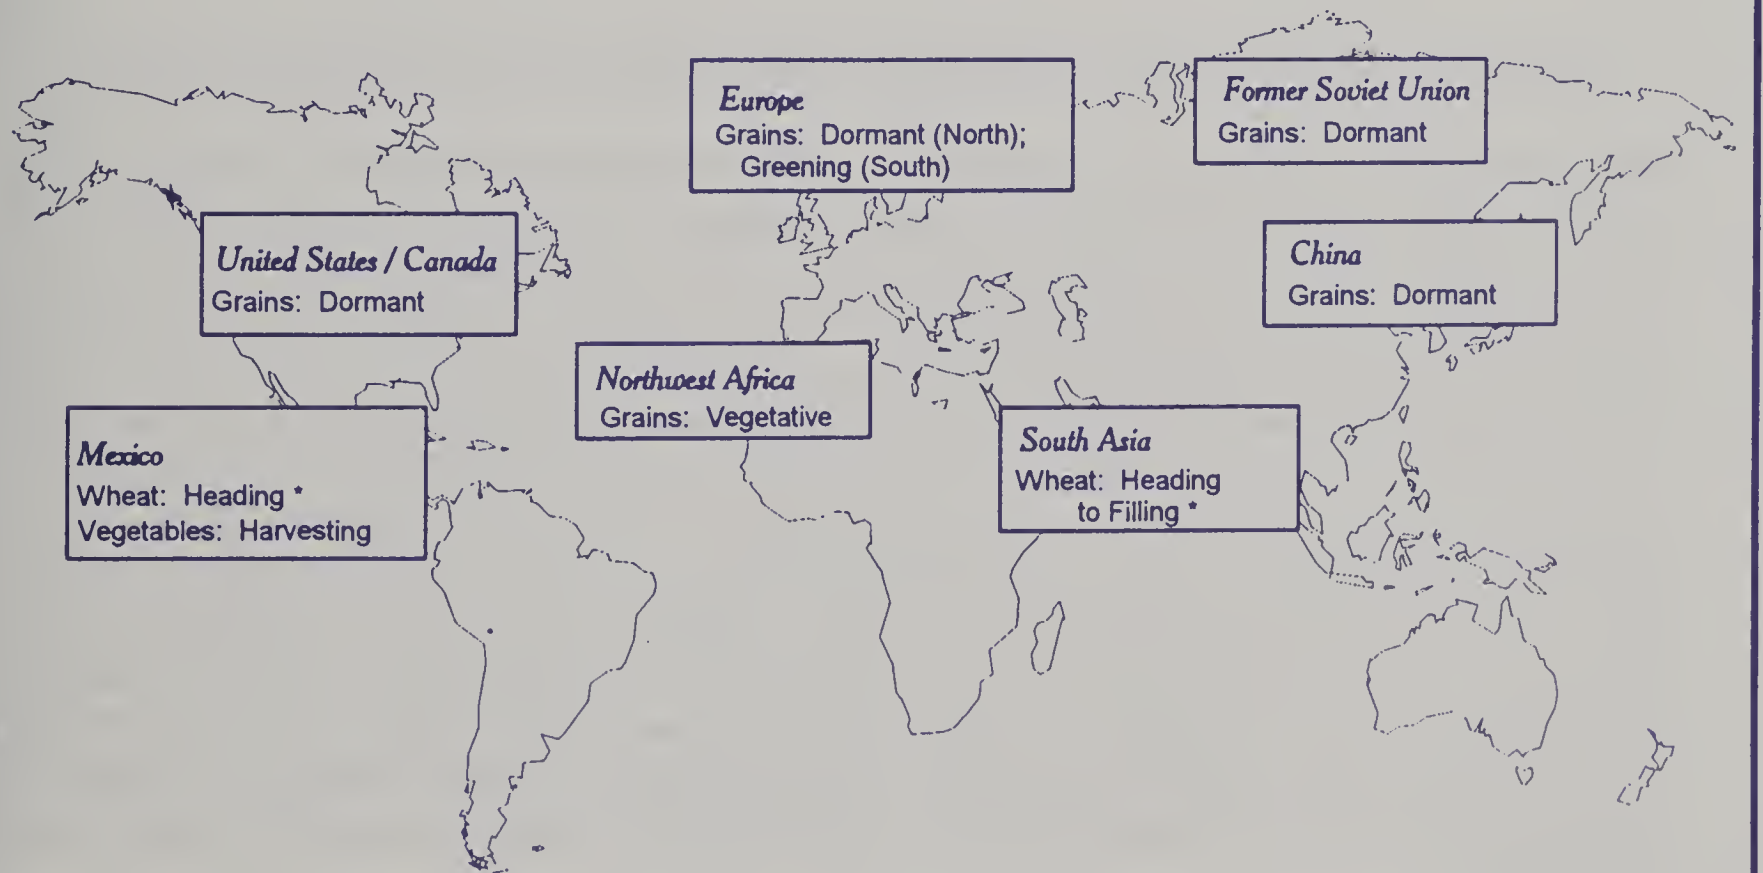 Europe
Grains: Dormant (North);
Greening (South)
Former Soviet Union
Grains: Dormant
United States / Canada
Grains: Dormant
China
Grains: Dormant
Northwest Africa
Grains: Vegetative
Mexico
Wheat: Heading *
Vegetables: Harvesting
South Asia
Wheat: Heading
to Filling *